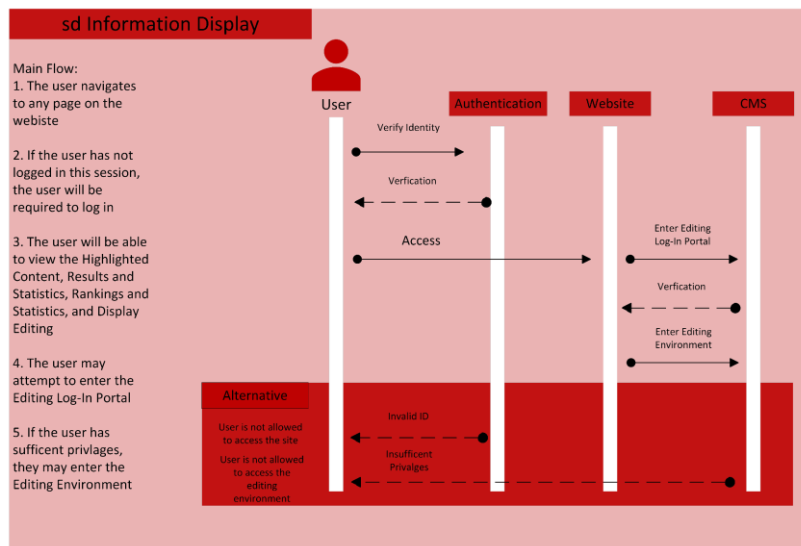 sd Information Display
Main Flow:
1. The user navigates
to any page on the
webiste
2. If the user has not
logged in this session,
the user will be
required to log in
3. The user will be able
to view the Highlighted
Content, Results and
Statistics, Rankings and
Statistics, and Display
Editing
4. The user may
attempt to enter the
Editing Log-In Portal
5. If the user has
sufficent privlages,
they may enter the
Editing Environment
User
Authentication
Website
CMS
Verify Identity
Verfication
Access
Enter Editing
Log-In Portal
Verfication
Enter Editing
Environment
Alternative
User is not allowed
to access the site
Invalid ID
User is not allowed
to access the
editing
environment
Insufficent
Privalges